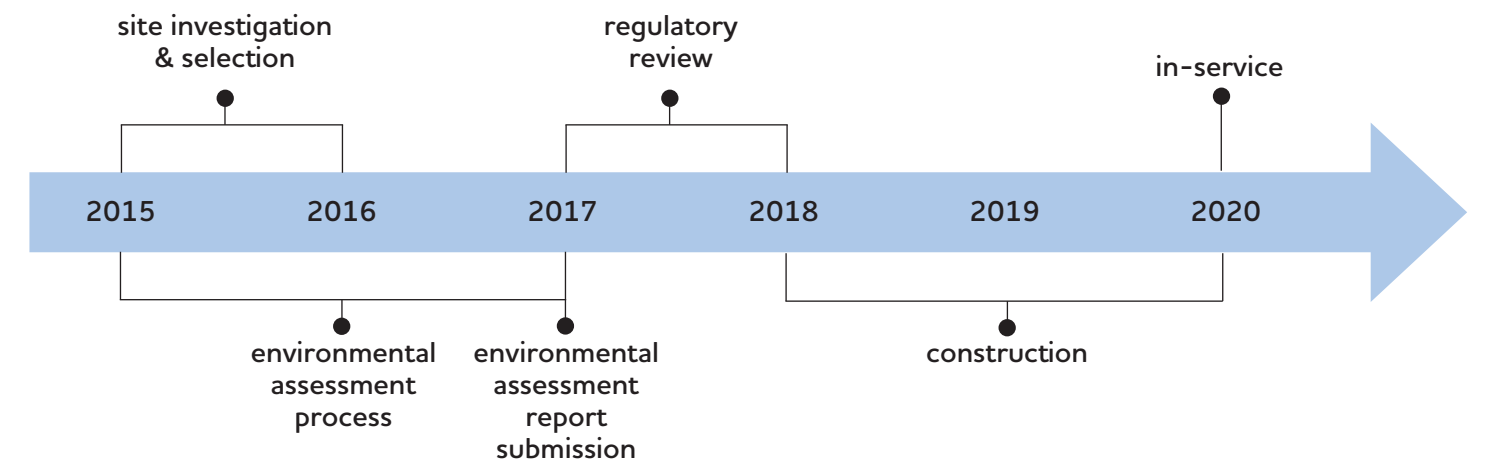 site investigation
& selection
regulatory
review
in-service
2015
2016
2017
2018
2019
2020
environmental
assessment
process
environmental
assessment
report
submission
construction